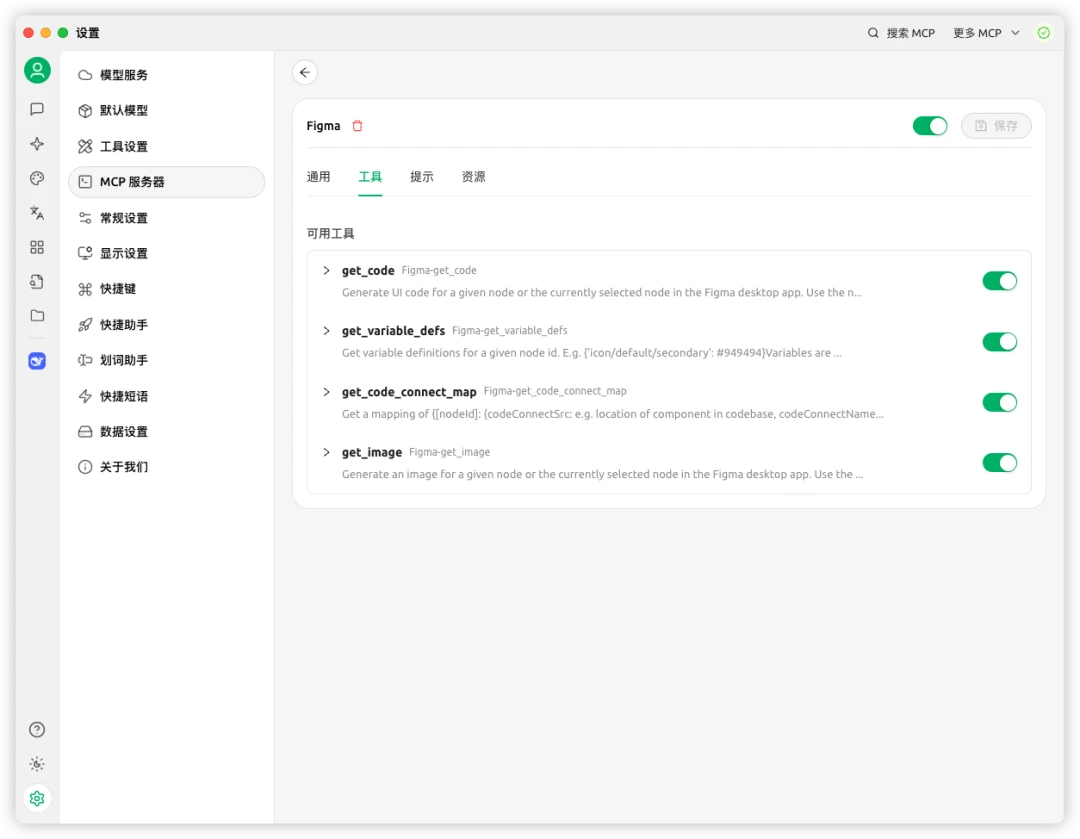 设置
搜索 MCP
更多 MCP
模型服务
默认模型
工具设置
MCP 服务器
常规设置
显示设置
快捷键
快捷助手
划词助手
快捷短语
数据设置
关于我们
Figma
保存
通用
工具
提示
资源
可用工具
get_code Figma-get_code
Generate UI code for a given node or the currently selected node in the Figma desktop app. Use the n...
get_variable_defs Figma-get_variable_defs
Get variable definitions for a given node id. E.g. {'icon/default/secondary': #949494}Variables are ...
get_code_connect_map Figma-get_code_connect_map
Get a mapping of {[nodeId]: {codeConnectSrc: e.g. location of component in codebase, codeConnectName...
get_image Figma-get_image
Generate an image for a given node or the currently selected node in the Figma desktop app. Use the ...